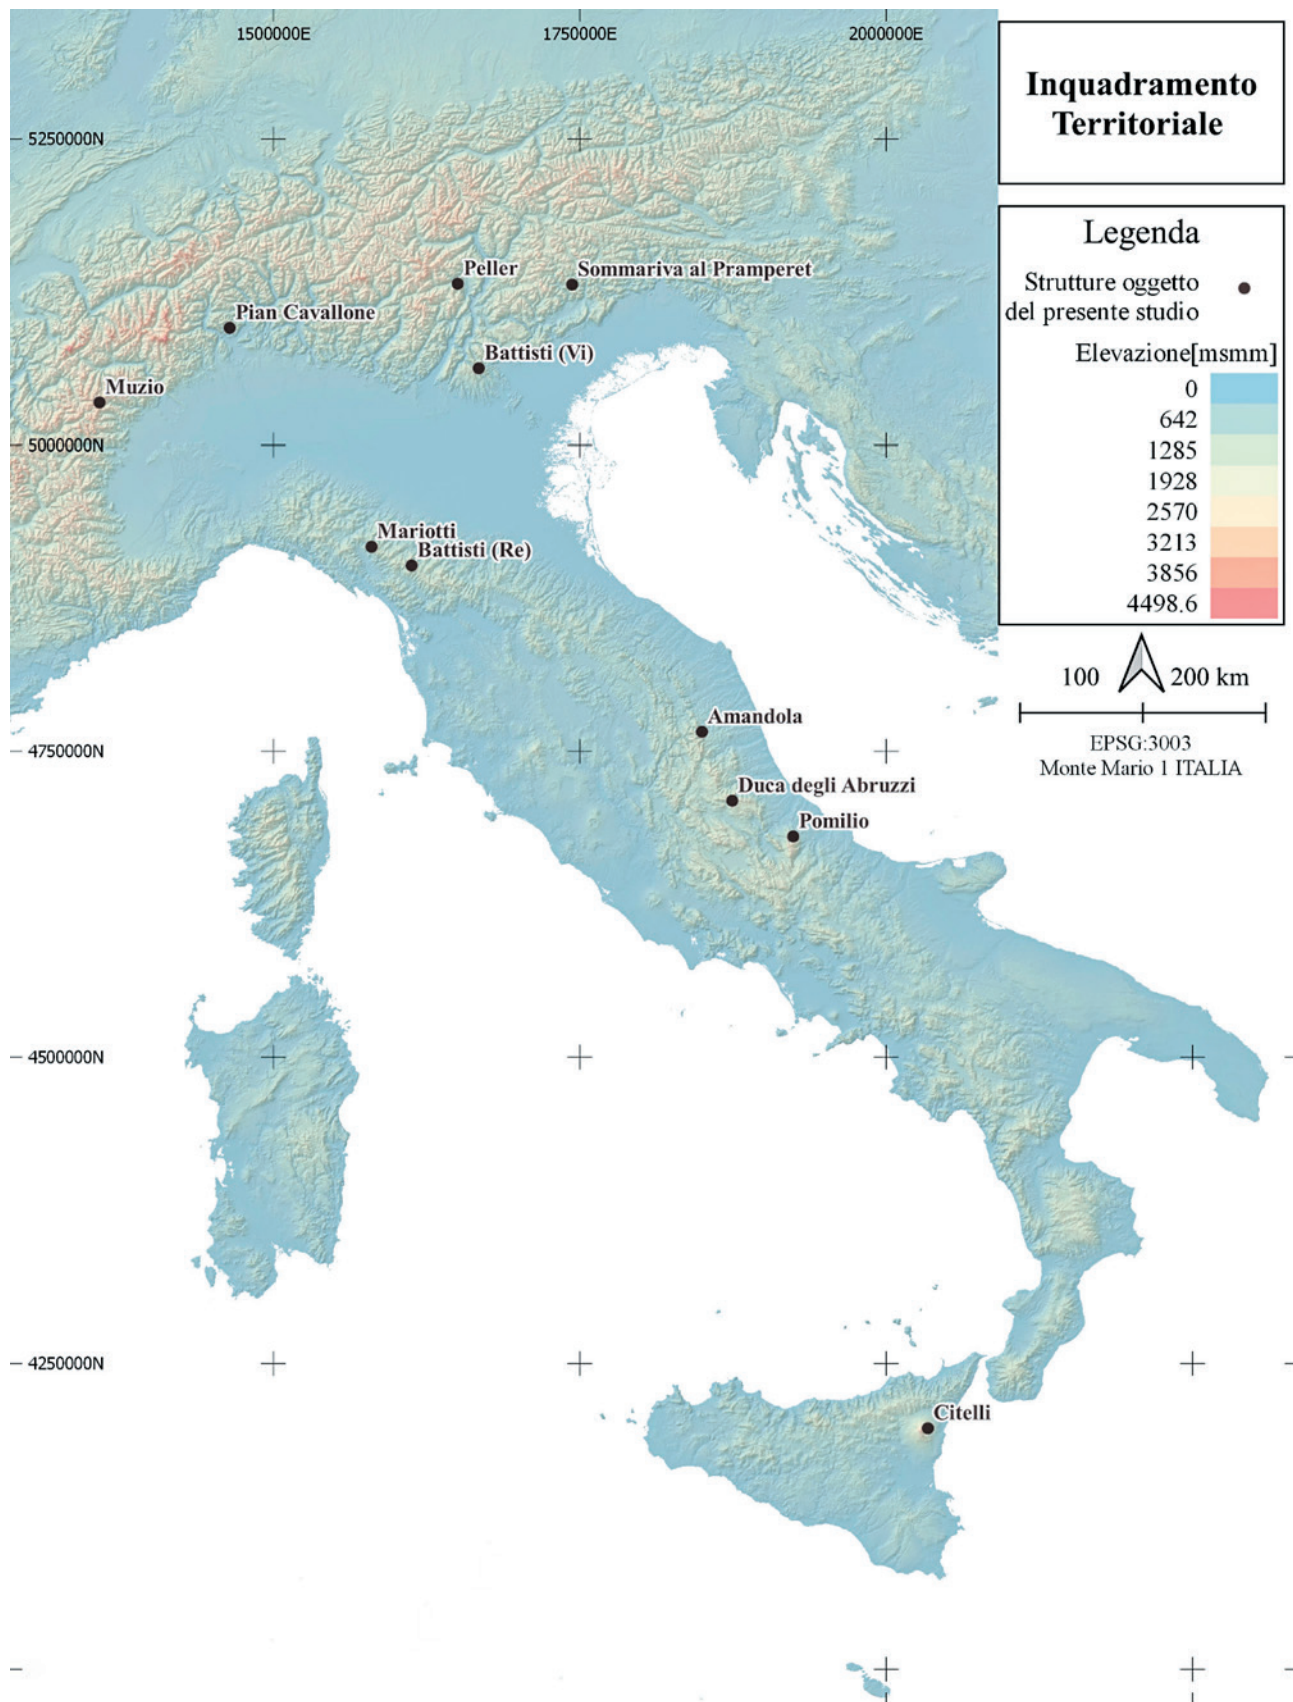 1500000E
1750000E
2000000E
Inquadramento
Territoriale
5250000N
Legenda
Strutture oggetto
del presente studio
Elevazione[msmm]
0
642
1285
1928
2570
3213
3856
4498.6
100
200 km
EPSG:3003
Monte Mario 1 ITALIA
Peller
Sommariva al Pramperet
Pian Cavallone
Battisti (Vi)
Muzio
5000000N
Mariotti
Battisti (Re)
Amandola
4750000N
Duca degli Abruzzi
Pomilio
4500000N
4250000N
Citelli